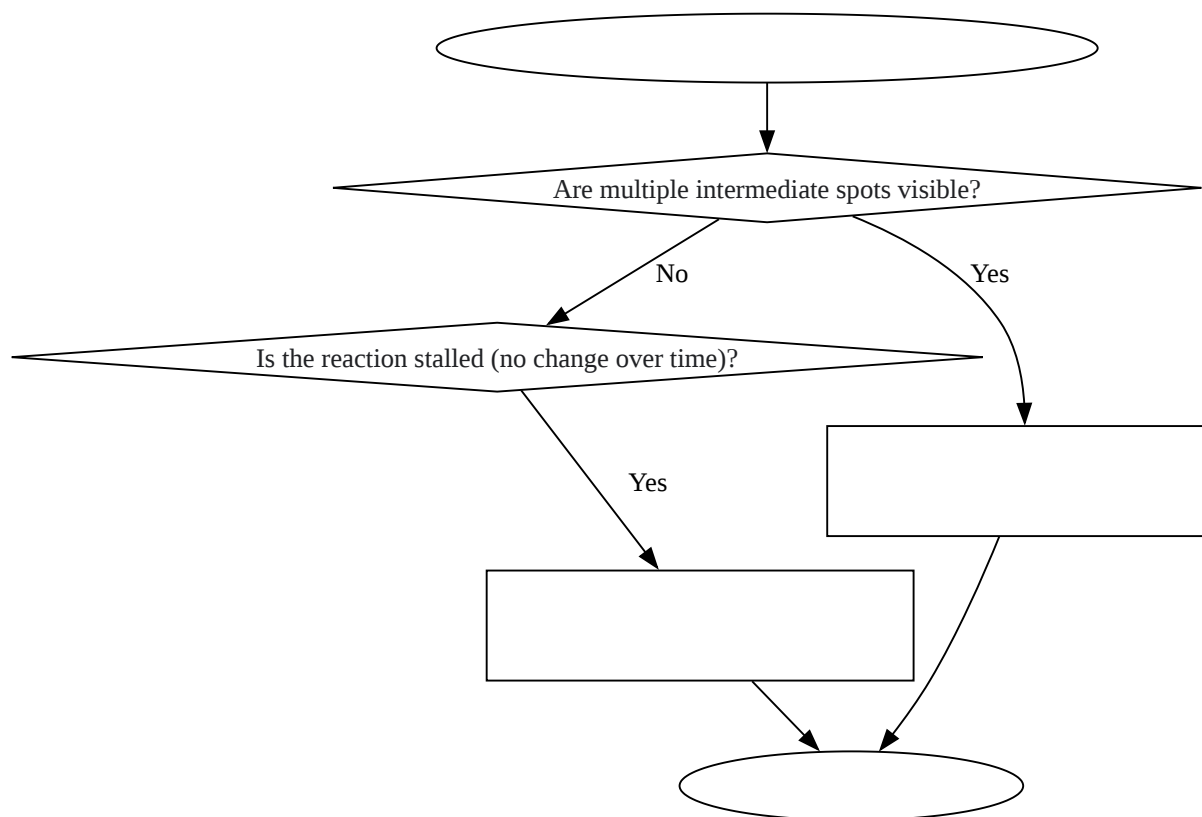 Are multiple intermediate spots visible?
No
Yes
Is the reaction stalled (no change over time)?
Yes